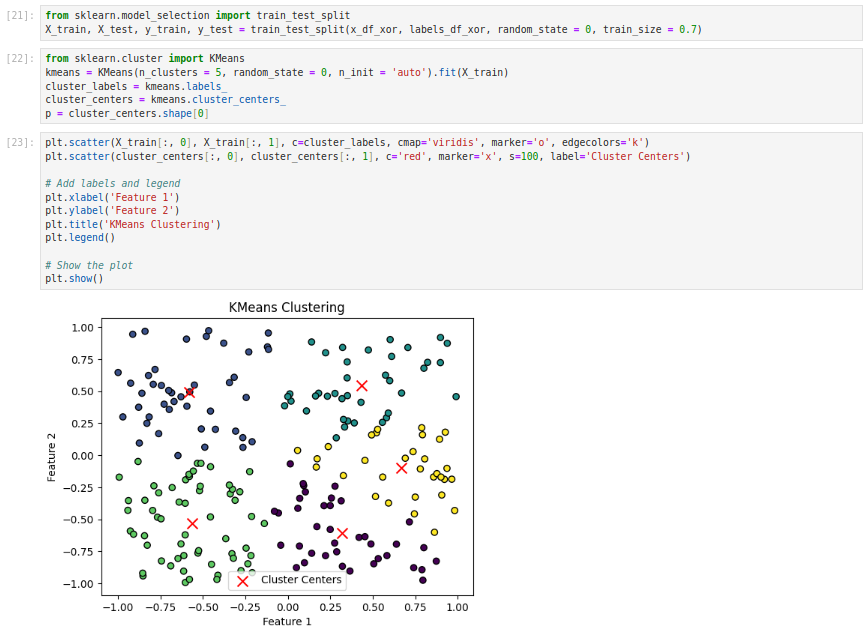 [21]: from sklearn.model_selection import train_test_split
X_train, X_test, y_train, y_test = train_test_split(x_df_xor, labels_df_xor, random_state = 0, train_size = 0.7)
[22]: from sklearn.cluster import KMeans
kmeans = KMeans(n_clusters = 5, random_state = 0, n_init = 'auto').fit(X_train)
cluster_labels = kmeans.labels_
cluster_centers = kmeans.cluster_centers_
p = cluster_centers.shape[0]
[23]: plt.scatter(X_train[:, 0], X_train[:, 1], c=cluster_labels, cmap='viridis', marker='o', edgecolors='k')
plt.scatter(cluster_centers[:, 0], cluster_centers[:, 1], c='red', marker='x', s=100, label='Cluster Centers')
# Add labels and legend
plt.xlabel('Feature 1')
plt.ylabel('Feature 2')
plt.title('KMeans Clustering')
plt.legend()
# Show the plot
plt.show()
KMeans Clustering
1.00
0.75
0.50
0.25
0.00
−0.25
−0.50
−0.75
−1.00
Feature 2
Cluster Centers
−1.00 −0.75 −0.50 −0.25 0.00 0.25 0.50 0.75 1.00
Feature 1